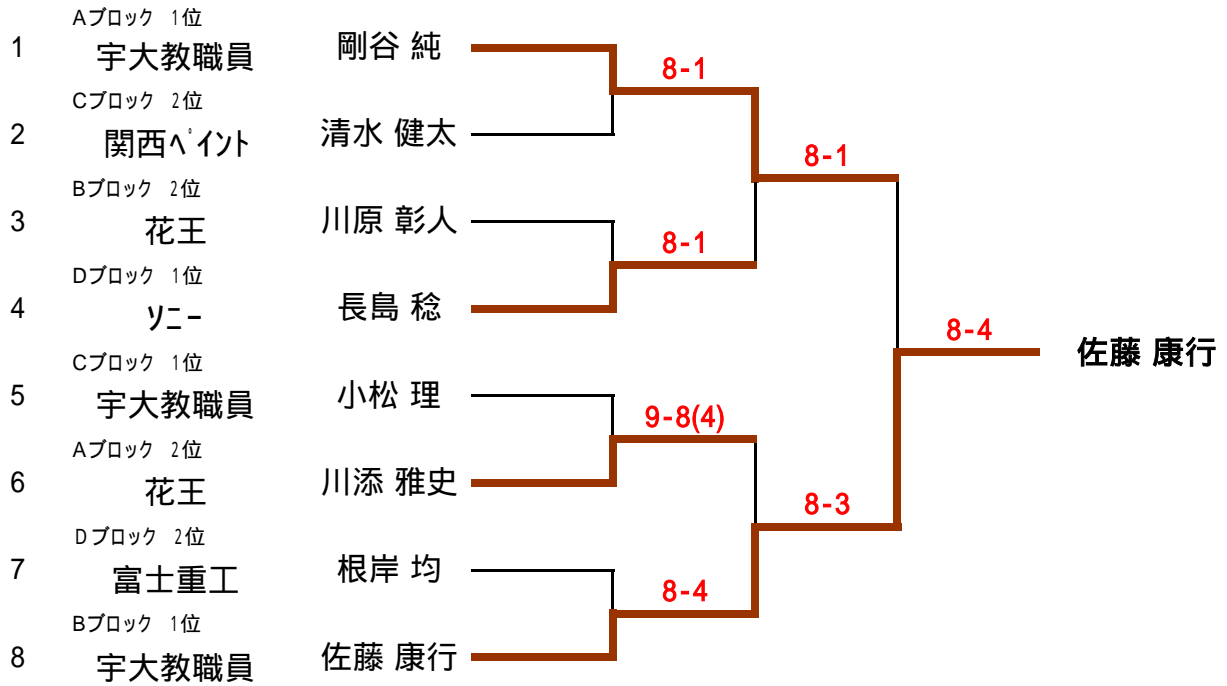 Aブロック 1位
1 宇大教職員 剛谷 純
8-1
Cブロック 2位
2 関西ペイント 清水 健太
8-1
Bブロック 2位
3 花王 川原 彰人
8-1
Dブロック 1位
4 ソニー 長島 稔
8-4
佐藤 康行
Cブロック 1位
5 宇大教職員 小松 理
9-8(4)
Aブロック 2位
6 花王 川添 雅史
8-3
Dブロック 2位
7 富士重工 根岸 均
8-4
Bブロック 1位
8 宇大教職員 佐藤 康行